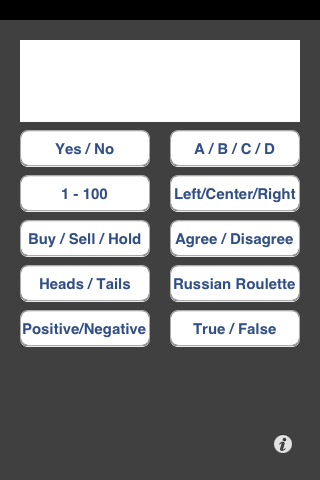 Yes / No
A / B / C / D
1 - 100
Left/Center/Right
Buy / Sell / Hold
Agree / Disagree
Heads / Tails
Russian Roulette
Positive/Negative
True / False
i